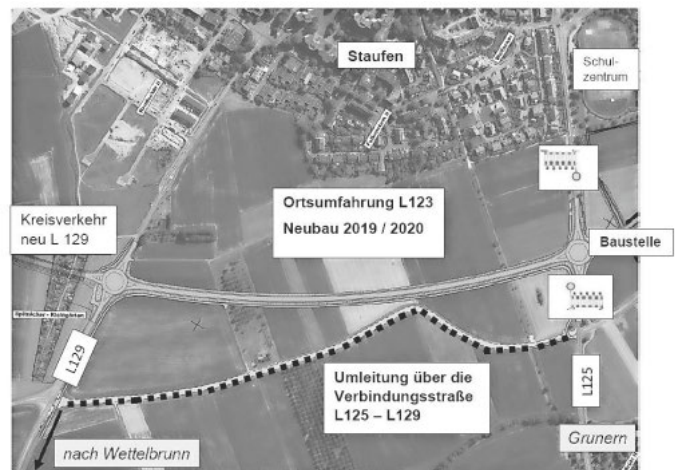 Staufen
Schul-
zentrum
Ortsumfahrung L123
Neubau 2019 / 2020
Kreisverkehr
neu L 129
Baustelle
L129
Umleitung über die
Verbindungsstraße
L125 – L129
L125
nach Wettelbrunn
Grunern